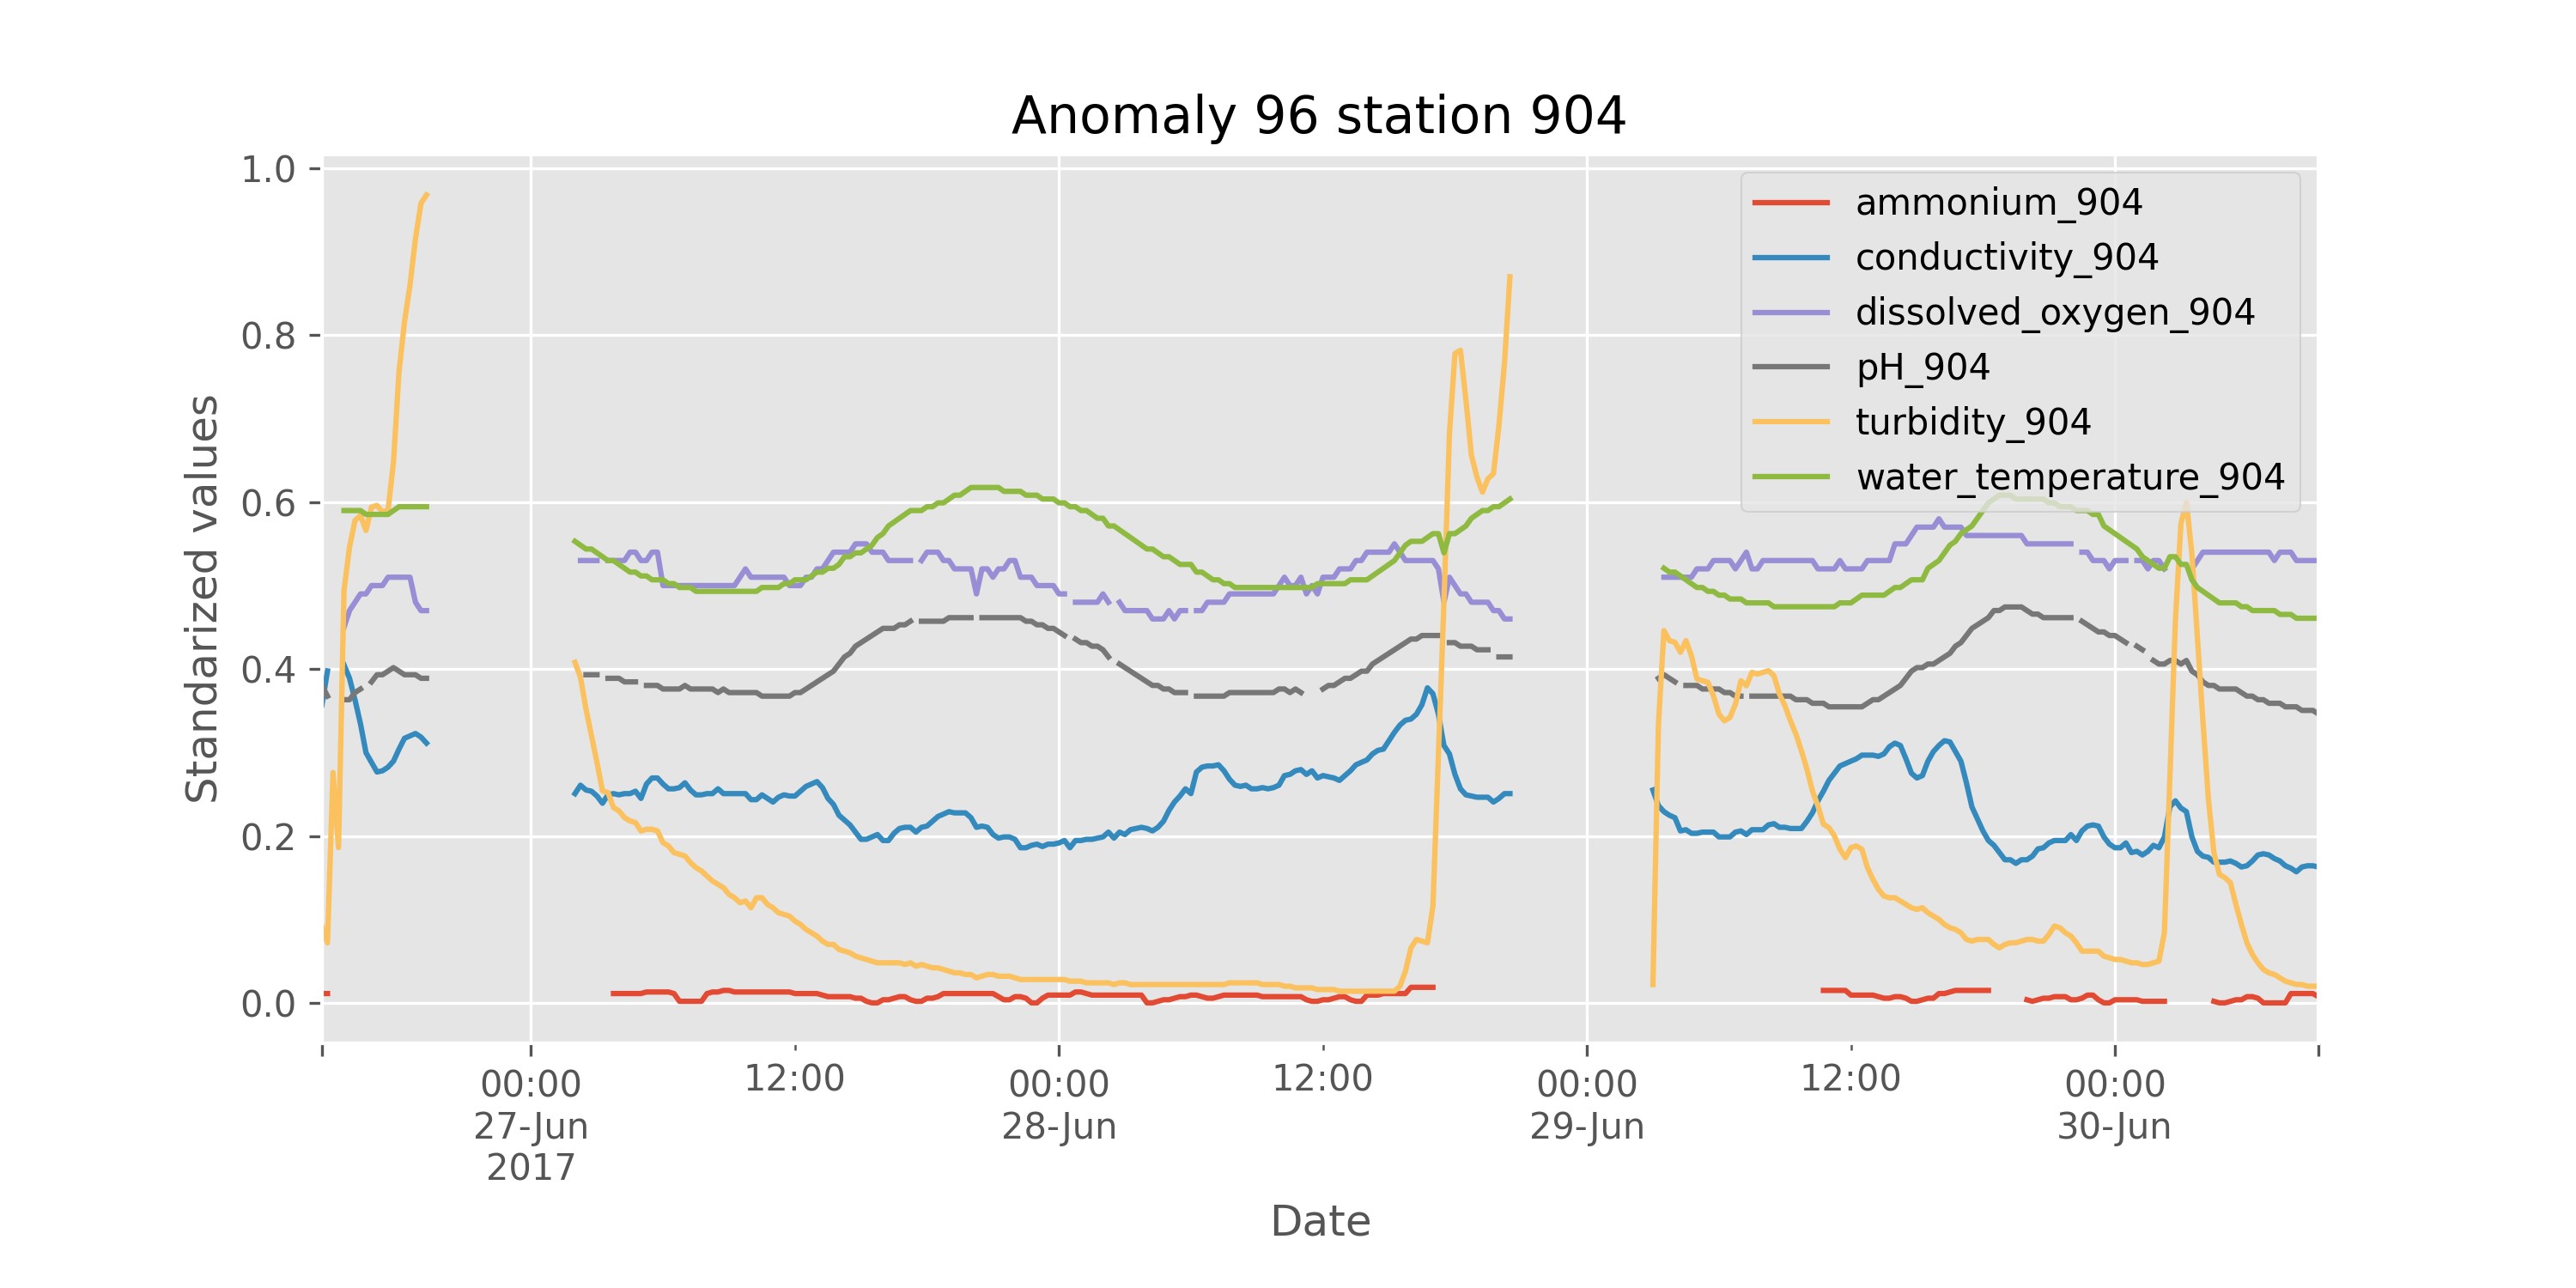 Anomaly 96 station 904
1.0
0.8
0.6
0.4
0.2
0.0
Standarized values
ammonium_904
conductivity_904
dissolved_oxygen_904
pH_904
turbidity_904
water_temperature_904
00:00 12:00 00:00 12:00 00:00 12:00 00:00
27-Jun 28-Jun 29-Jun 30-Jun
2017
Date